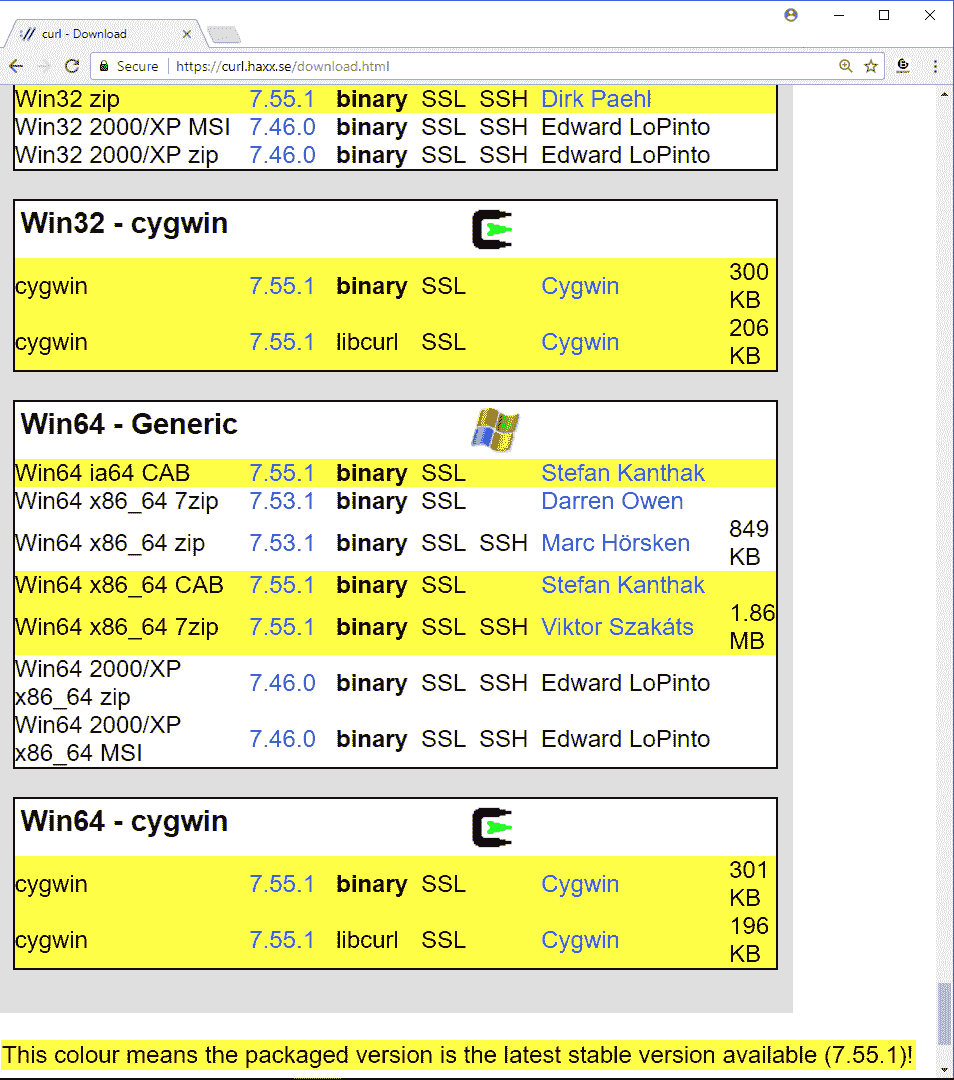 curl - Download
Secure | https://curl.haxx.se/download.html
Win32 zip 7.55.1 binary SSL SSH Dirk Paehl
Win32 2000/XP MSI 7.46.0 binary SSL SSH Edward LoPinto
Win32 2000/XP zip 7.46.0 binary SSL SSH Edward LoPinto
Win32 - cygwin
cygwin 7.55.1 binary SSL Cygwin 300
KB
cygwin 7.55.1 libcurl SSL Cygwin 206
KB
Win64 - Generic
Win64 ia64 CAB 7.55.1 binary SSL Stefan Kanthak
Win64 x86_64 7zip 7.53.1 binary SSL Darren Owen
Win64 x86_64 zip 7.53.1 binary SSL SSH Marc Hörsken 849
KB
Win64 x86_64 CAB 7.55.1 binary SSL Stefan Kanthak
Win64 x86_64 7zip 7.55.1 binary SSL SSH Viktor Szakáts 1.86
MB
Win64 2000/XP
x86_64 zip 7.46.0 binary SSL SSH Edward LoPinto
Win64 2000/XP
x86_64 MSI 7.46.0 binary SSL SSH Edward LoPinto
Win64 - cygwin
cygwin 7.55.1 binary SSL Cygwin 301
KB
cygwin 7.55.1 libcurl SSL Cygwin 196
KB
This colour means the packaged version is the latest stable version available (7.55.1)!